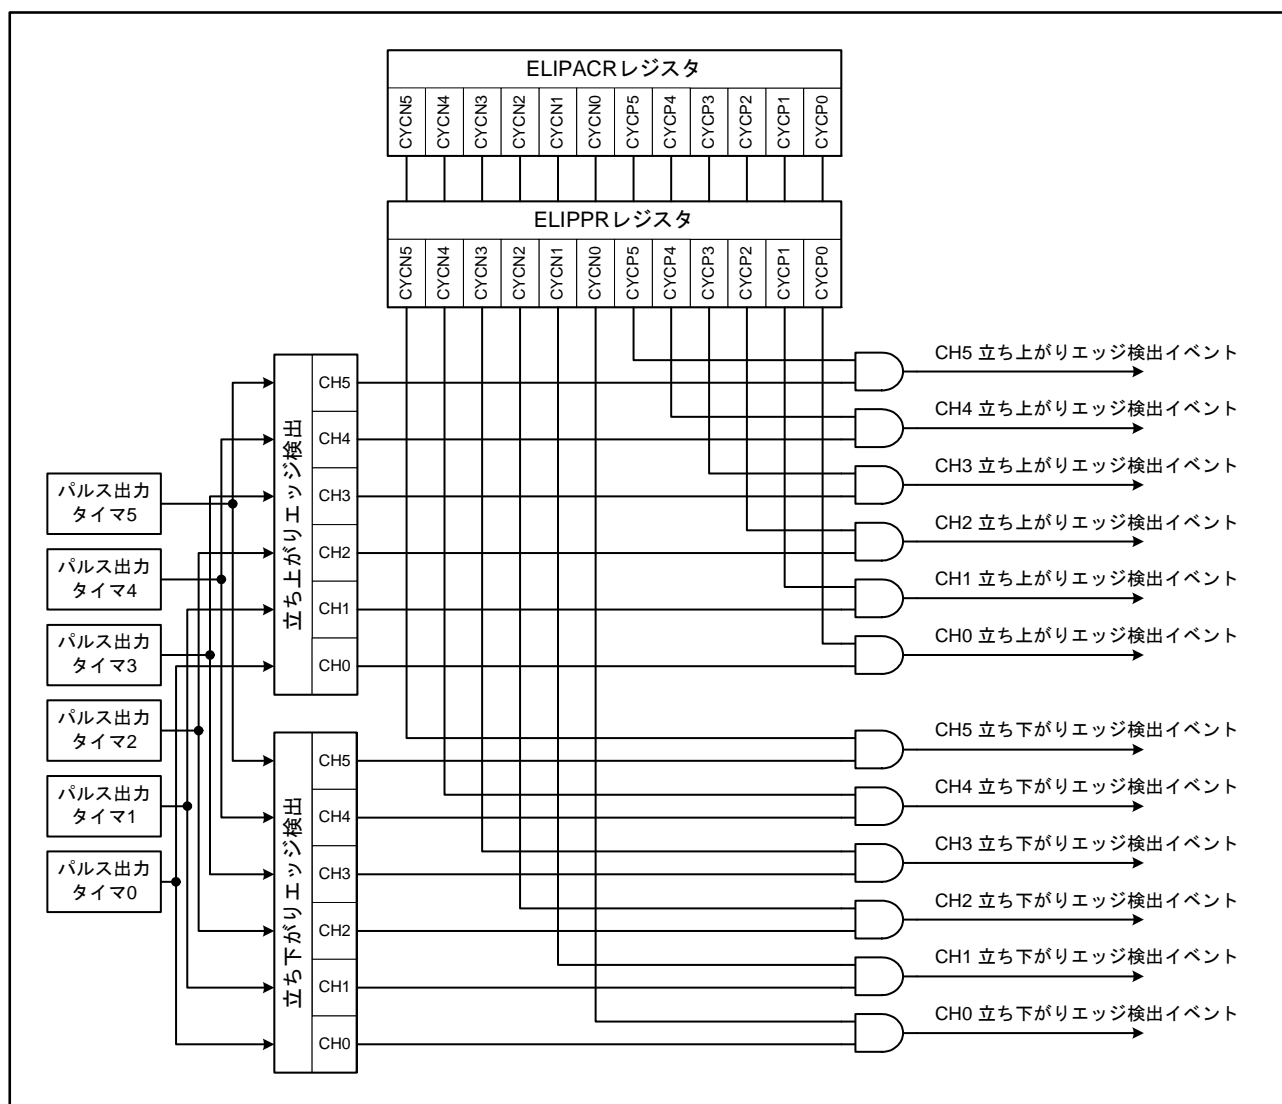 ELIPACRレジスタ
CYCN5
CYCN4
CYCN3
CYCN2
CYCN1
CYCN0
CYCP5
CYCP4
CYCP3
CYCP2
CYCP1
CYCP0
ELIPPRレジスタ
CYCN5
CYCN4
CYCN3
CYCN2
CYCN1
CYCN0
CYCP5
CYCP4
CYCP3
CYCP2
CYCP1
CYCP0
パルス出力
タイマ5
パルス出力
タイマ4
パルス出力
タイマ3
パルス出力
タイマ2
パルス出力
タイマ1
パルス出力
タイマ0
立ち上がりエッジ検出
CH5
CH4
CH3
CH2
CH1
CH0
立ち下がりエッジ検出
CH5
CH4
CH3
CH2
CH1
CH0
CH5 立ち上がりエッジ検出イベント
CH4 立ち上がりエッジ検出イベント
CH3 立ち上がりエッジ検出イベント
CH2 立ち上がりエッジ検出イベント
CH1 立ち上がりエッジ検出イベント
CH0 立ち上がりエッジ検出イベント
CH5 立ち下がりエッジ検出イベント
CH4 立ち下がりエッジ検出イベント
CH3 立ち下がりエッジ検出イベント
CH2 立ち下がりエッジ検出イベント
CH1 立ち下がりエッジ検出イベント
CH0 立ち下がりエッジ検出イベント